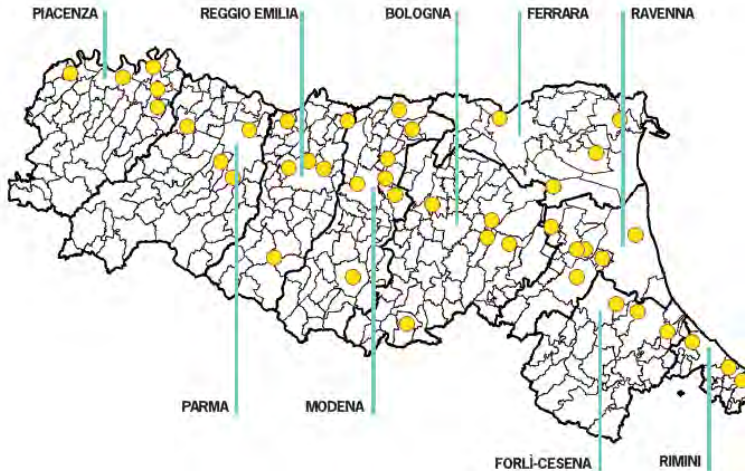 PIACENZA
REGGIO EMILIA
BOLOGNA
FERRARA
RAVENNA
PARMA
MODENA
FORLÌ-CESENA
RIMINI